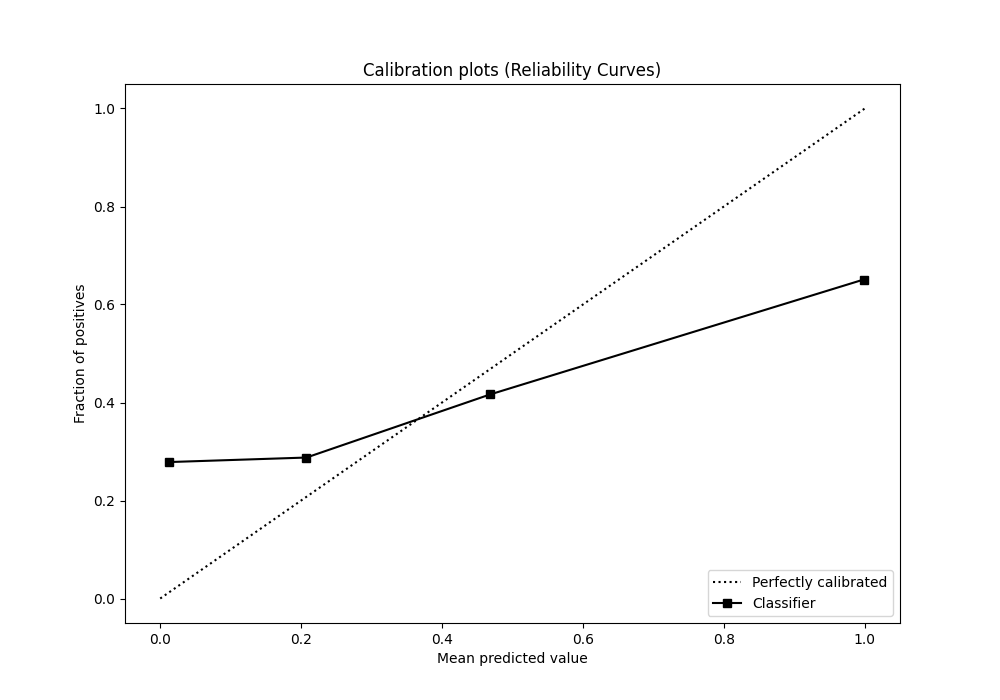 Calibration plots (Reliability Curves)
Fraction of positives
1.0
0.8
0.6
0.4
0.2
0.0
0.0 0.2 0.4 0.6 0.8 1.0
Mean predicted value
Perfectly calibrated
Classifier